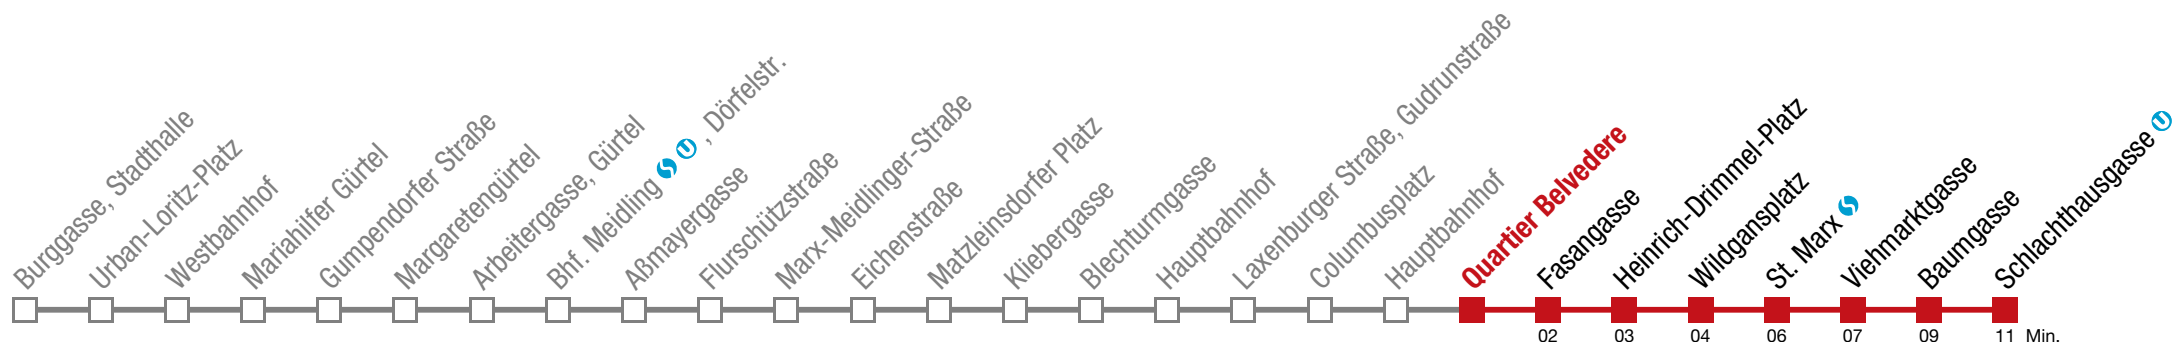 Burggasse, Stadthalle
Urban-Loritz-Platz
Westbahnhof
Mariahilfer Gürtel
Gumpendorfer Straße
Margaretengürtel
Arbeitergasse, Gürtel
Bhf. Meidling S U , Dörfelstr.
Aßmayergasse
Flurschützstraße
Marx-Meidlinger-Straße
Eichenstraße
Matzleinsdorfer Platz
Kliebergasse
Blechturmgasse
Hauptbahnhof
Laxenburger Straße, Gudrunstraße
Columbusplatz
Hauptbahnhof
Quartier Belvedere
Fasangasse
Heinrich-Drimmel-Platz
Wildgansplatz
St. Marx S
Viehmarktgasse
Baumgasse
Schlachthausgasse U
02 03 04 06 07 09 11 Min.